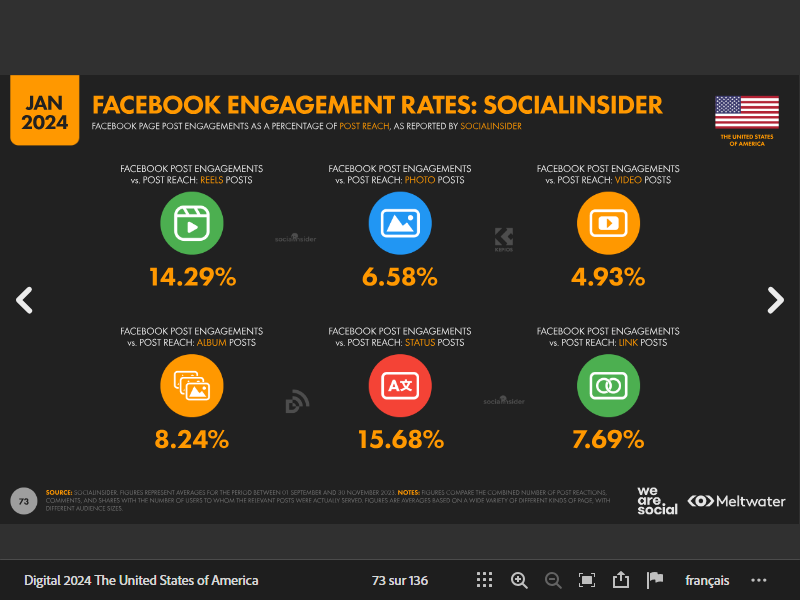 JAN
2024
FACEBOOK ENGAGEMENT RATES: SOCIALINSIDER
FACEBOOK PAGE POST ENGAGEMENTS AS A PERCENTAGE OF POST REACH, AS REPORTED BY SOCIALINSIDER
THE UNITED STATES
OF AMERICA
FACEBOOK POST ENGAGEMENTS
vs. POST REACH: REELS POSTS
14.29%
FACEBOOK POST ENGAGEMENTS
vs. POST REACH: PHOTO POSTS
6.58%
FACEBOOK POST ENGAGEMENTS
vs. POST REACH: VIDEO POSTS
4.93%
socialinsider
KEPIOS
FACEBOOK POST ENGAGEMENTS
vs. POST REACH: ALBUM POSTS
8.24%
FACEBOOK POST ENGAGEMENTS
vs. POST REACH: STATUS POSTS
A文
15.68%
FACEBOOK POST ENGAGEMENTS
vs. POST REACH: LINK POSTS
7.69%
socialinsider
73
SOURCE: SOCIALINSIDER. FIGURES REPRESENT AVERAGES FOR THE PERIOD BETWEEN 01 SEPTEMBER AND 30 NOVEMBER 2023. NOTES: FIGURES COMPARE THE COMBINED NUMBER OF POST REACTIONS,
COMMENTS, AND SHARES WITH THE NUMBER OF USERS TO WHOM THE RELEVANT POSTS WERE ACTUALLY SERVED. FIGURES ARE AVERAGES BASED ON A WIDE VARIETY OF DIFFERENT KINDS OF PAGE, WITH
DIFFERENT AUDIENCE SIZES.
we
are.
social
Meltwater
Digital 2024 The United States of America
73 sur 136
français